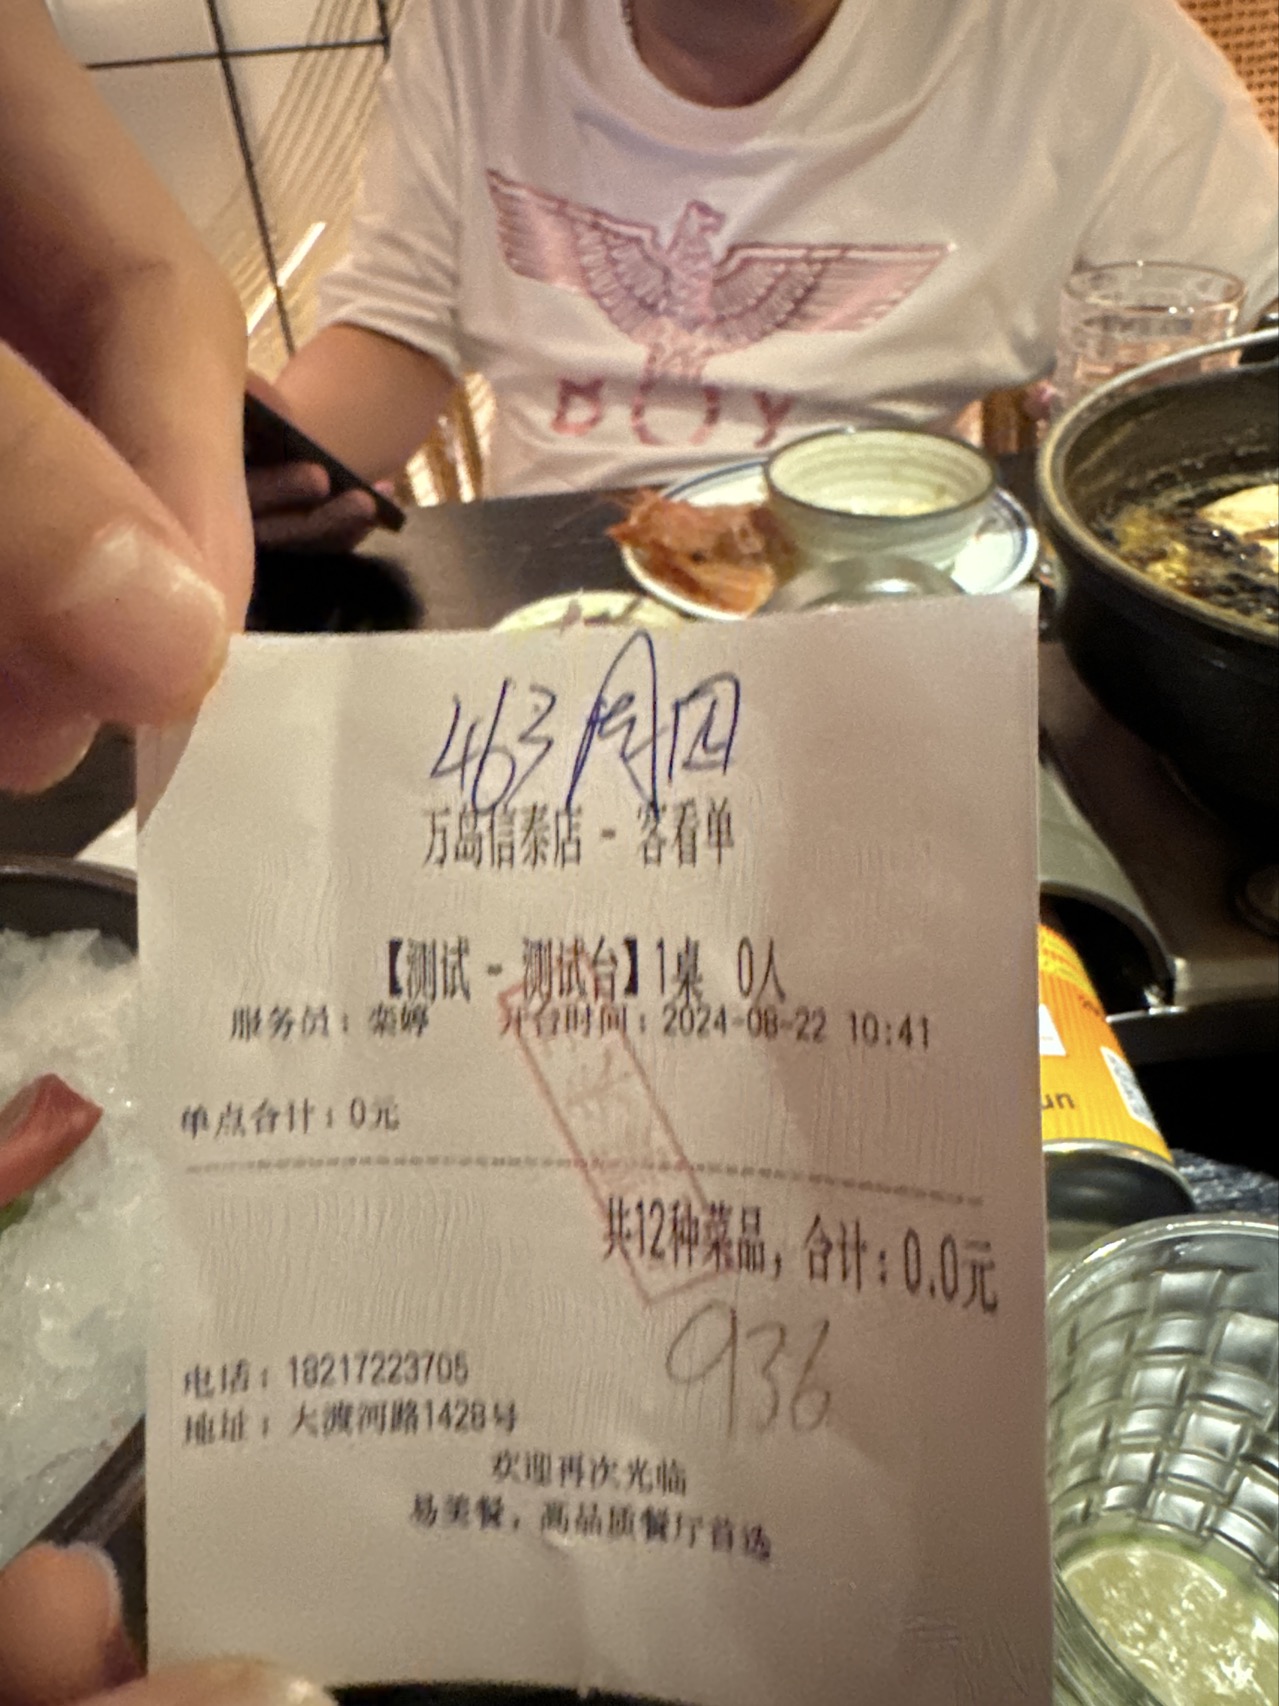 BOY
463 周四
万岛信泰店 - 客看单
【测试 - 测试台】1桌 0人
服务员：栾婷 开台时间：2024-08-22 10:41
单点合计：0元
共12种菜品，合计：0.0元
936
电话：18217223705
地址：大渡河路1428号
欢迎再次光临
易美餐，高品质餐厅首选
un